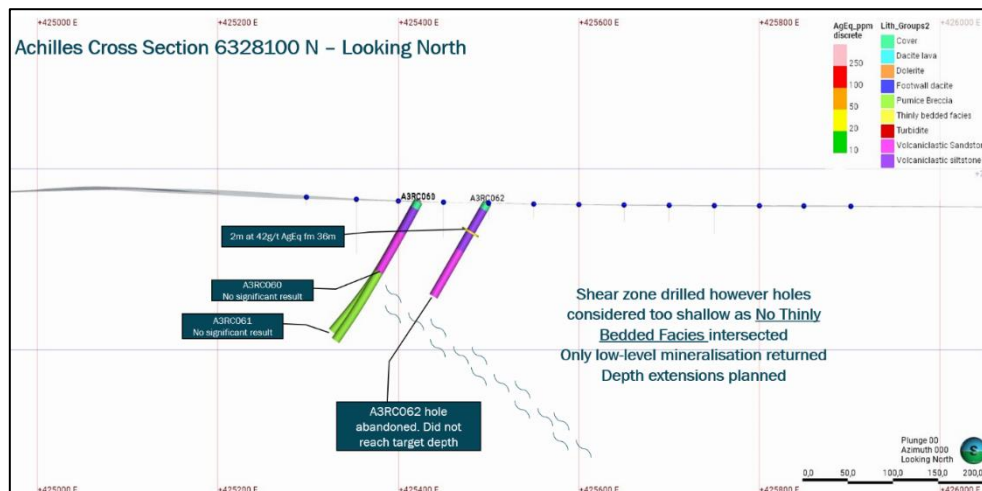 +425000 E
+425200 E
+425400 E
+425600 E
+425800 E
+426000 E
Achilles Cross Section 6328100 N – Looking North
AgEq_ppm
discrete
250
100
50
20
10
Lith_Groups2
Cover
Dacite lava
Dolerite
Footwall dacite
Pumice Breccia
Thinly bedded facies
Turbidite
Volcaniclastic Sandston
Volcaniclastic siltstone
A3RC062
2m at 42g/t AgEq fm 36m
A3RC060
No significant result
A3RC061
No significant result
A3RC062 hole
abandoned. Did not
reach target depth
Shear zone drilled however holes
considered too shallow as No Thinly
Bedded Facies intersected
Only low-level mineralisation returned
Depth extensions planned
Plunge 00
Azimuth 000
Looking North
0,0 50,0 100,0 150,0 200,0
+425000 E
+425200 E
+425400 E
+425600 E
+425800 E
+426000 E